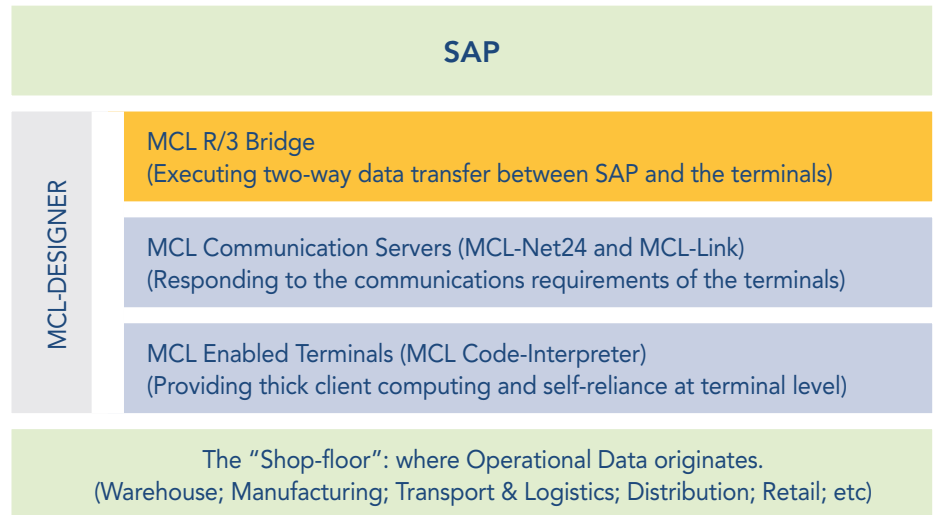 SAP
MCL-DESIGNER
MCL R/3 Bridge
(Executing two-way data transfer between SAP and the terminals)
MCL Communication Servers (MCL-Net24 and MCL-Link)
(Responding to the communications requirements of the terminals)
MCL Enabled Terminals (MCL Code-Interpreter)
(Providing thick client computing and self-reliance at terminal level)
The “Shop-floor”: where Operational Data originates.
(Warehouse; Manufacturing; Transport & Logistics; Distribution; Retail; etc)